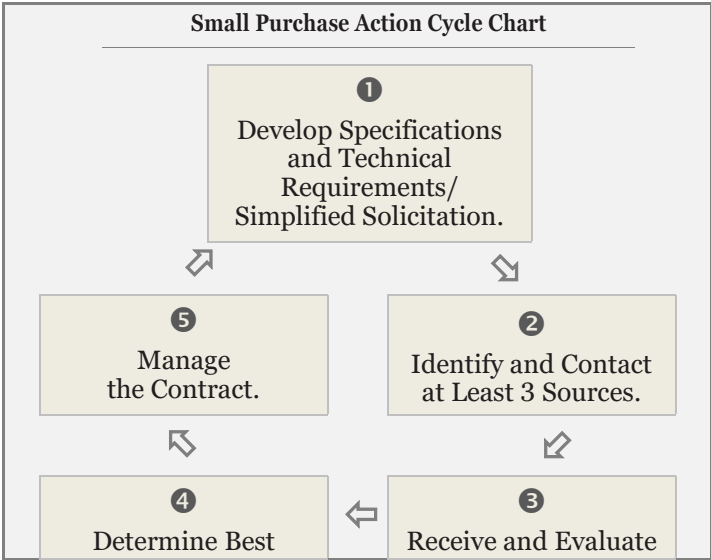 Small Purchase Action Cycle Chart
❶
Develop Specifications
and Technical
Requirements/
Simplified Solicitation.
❷
Identify and Contact
at Least 3 Sources.
❸
Receive and Evaluate
❹
Determine Best
❺
Manage
the Contract.